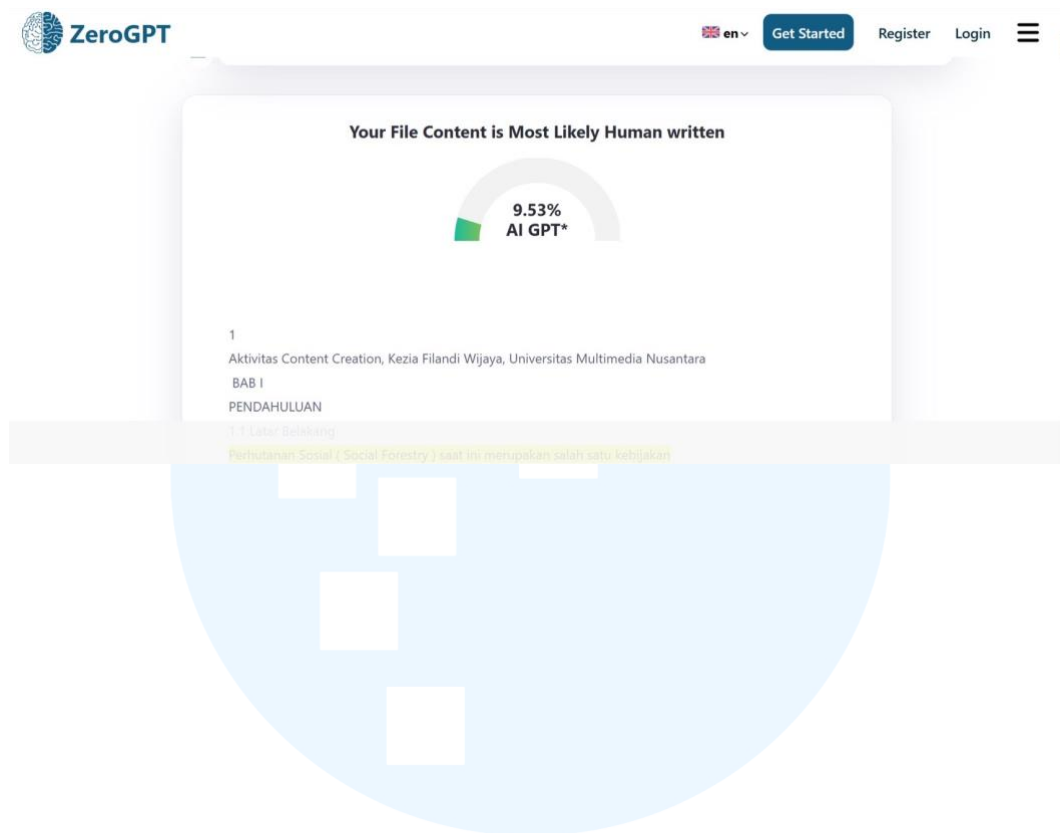 ZeroGPT
en Get Started Register Login
Your File Content is Most Likely Human written
9.53%
AI GPT*
1
Aktivitas Content Creation, Kezia Filandi Wijaya, Universitas Multimedia Nusantara
BAB I
PENDAHULUAN
1.1 Latar Belakang
Perhutanan Sosial ( Social Forestry ) saat ini merupakan salah satu kebijakan